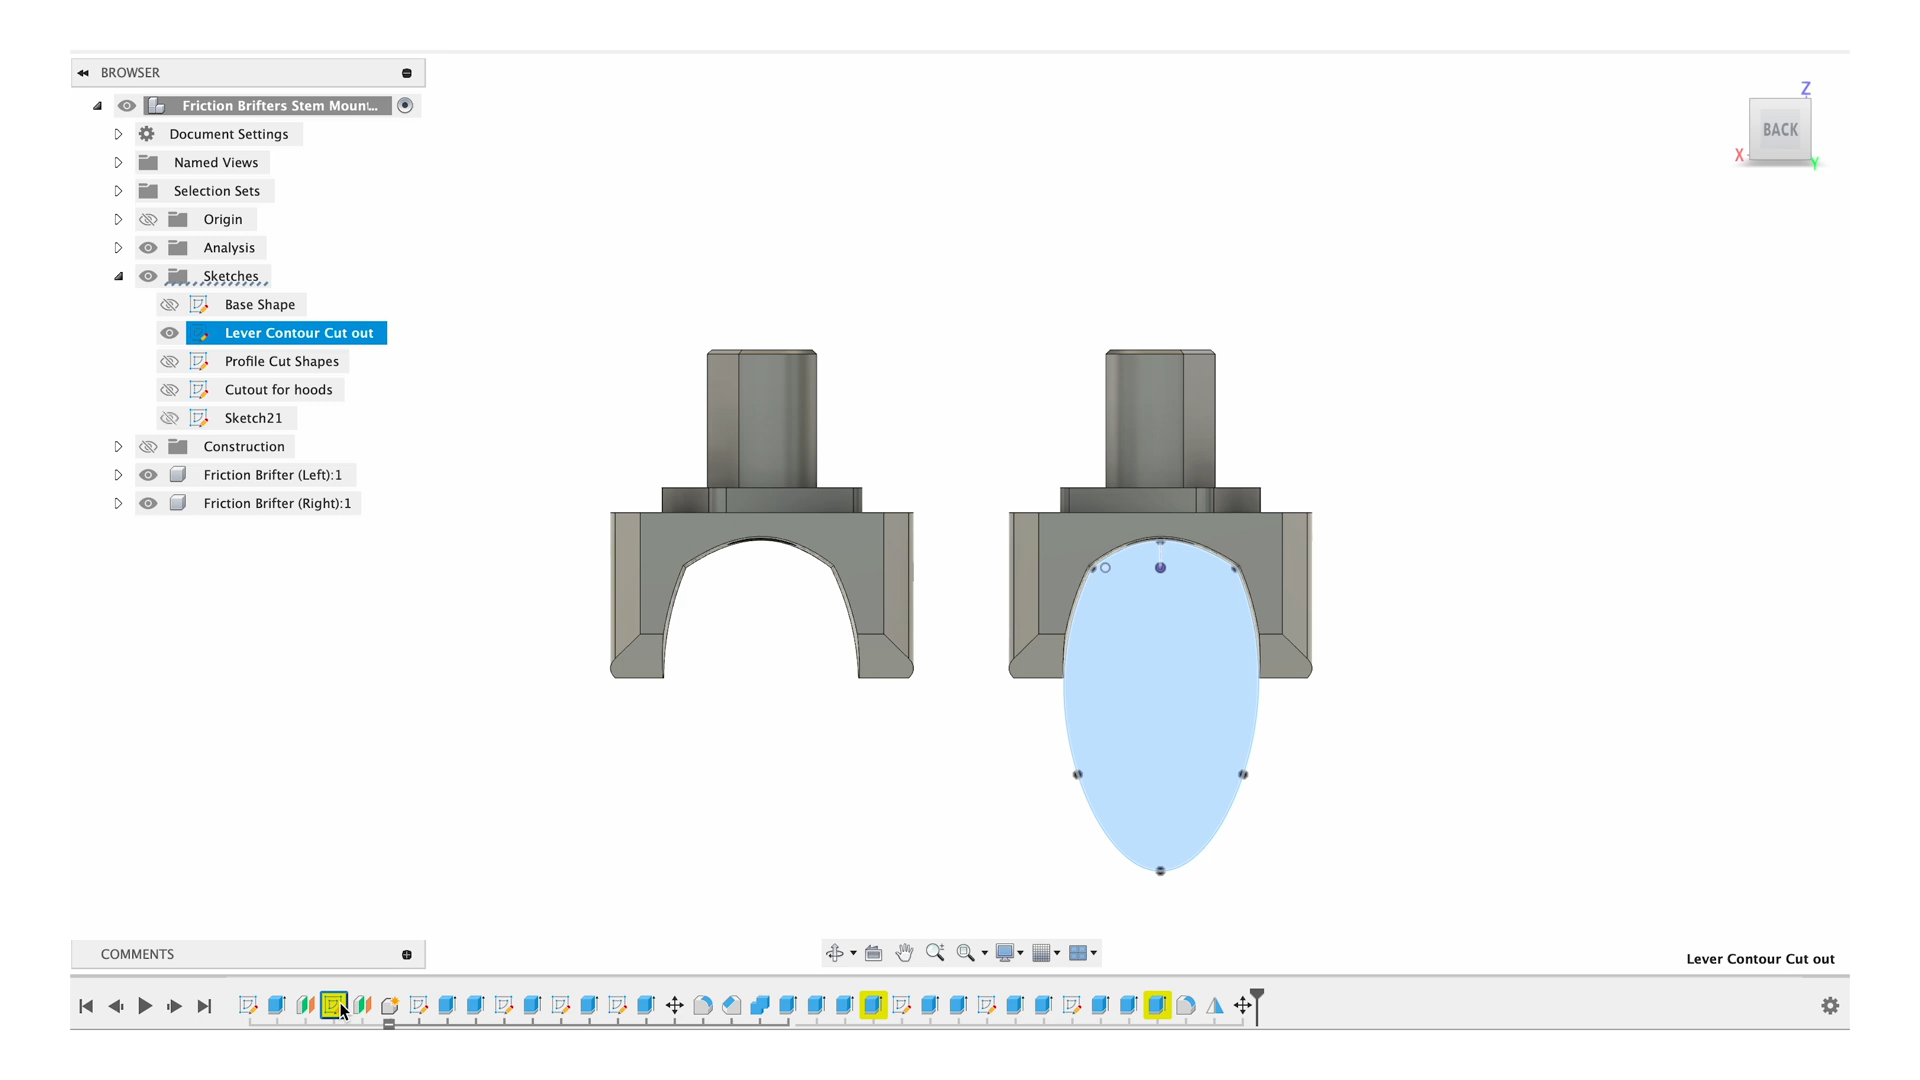 BROWSER
Friction Brifters Stem Moun...
Document Settings
Named Views
Selection Sets
Origin
Analysis
Sketches
Base Shape
Lever Contour Cut out
Profile Cut Shapes
Cutout for hoods
Sketch21
Construction
Friction Brifter (Left):1
Friction Brifter (Right):1
Z
BACK
X
Y
COMMENTS
Lever Contour Cut out